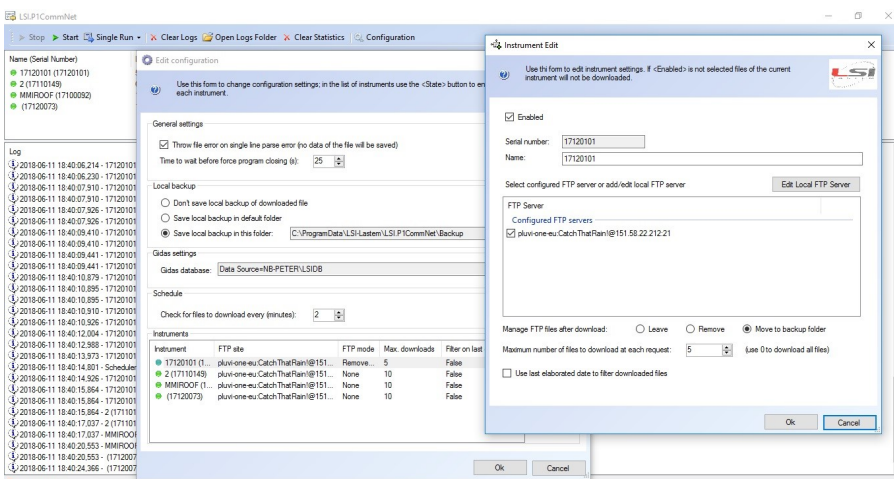 LSI.P1CommNet
Stop Start Single Run Clear Logs Open Logs Folder Clear Statistics Configuration
Name (Serial Number)
17120101 (17120101)
2 (17110149)
MMIROOF (17100092)
(17120073)
Log
2018-06-11 18:40:06,214 - 17120101
2018-06-11 18:40:06,230 - 17120101
2018-06-11 18:40:07,910 - 17120101
2018-06-11 18:40:07,910 - 17120101
2018-06-11 18:40:07,926 - 17120101
2018-06-11 18:40:07,926 - 17120101
2018-06-11 18:40:09,410 - 17120101
2018-06-11 18:40:09,410 - 17120101
2018-06-11 18:40:09,441 - 17120101
2018-06-11 18:40:09,441 - 17120101
2018-06-11 18:40:10,879 - 17120101
2018-06-11 18:40:10,895 - 17120101
2018-06-11 18:40:10,895 - 17120101
2018-06-11 18:40:10,910 - 17120101
2018-06-11 18:40:10,926 - 17120101
2018-06-11 18:40:12,004 - 17120101
2018-06-11 18:40:12,988 - 17120101
2018-06-11 18:40:13,973 - 17120101
2018-06-11 18:40:14,801 - Scheduler
2018-06-11 18:40:14,926 - 17120101
2018-06-11 18:40:15,864 - 17120101
2018-06-11 18:40:15,864 - 17120101
2018-06-11 18:40:15,864 - 2 (171101
2018-06-11 18:40:17,037 - 2 (171101
2018-06-11 18:40:17,037 - MMIROOF
2018-06-11 18:40:20,553 - MMIROOF
2018-06-11 18:40:20,553 - (1712007
2018-06-11 18:40:24,366 - (1712007
Edit configuration
Use this form to change configuration settings; in the list of instruments use the <State> button to en
each instrument.
General settings
Throw file error on single line parse error (no data of the file will be saved)
Time to wait before force program closing (s): 25
Local backup
Don't save local backup of downloaded file
Save local backup in default folder
Save local backup in this folder: C:\ProgramData\LSI-Lastem\LSI.P1CommNet\Backup
Gidas settings
Gidas database: Data Source=NB-PETER\LSIDB
Schedule
Check for files to download every (minutes): 2
Instruments
Instrument FTP site FTP mode Max. downloads Filter on last
17120101 (1... pluvi-one-eu:CatchThatRain!@151... Remove... 5 False
2 (17110149) pluvi-one-eu:CatchThatRain!@151... None 10 False
MMIROOF (1... pluvi-one-eu:CatchThatRain!@151... None 10 False
(17120073) pluvi-one-eu:CatchThatRain!@151... None 10 False
Ok Cancel
Instrument Edit
Use thi form to edit instrument settings. If <Enabled> is not selected files of the current
instrument will not be downloaded.
LSI
Enabled
Serial number: 17120101
Name: 17120101
Select configured FTP server or add/edit local FTP server Edit Local FTP Server
FTP Server
Configured FTP servers
pluvi-one-eu:CatchThatRain!@151.58.22.212:21
Manage FTP files after download: Leave Remove Move to backup folder
Maximum number of files to download at each request: 5 (use 0 to download all files)
Use last elaborated date to filter downloaded files
Ok Cancel